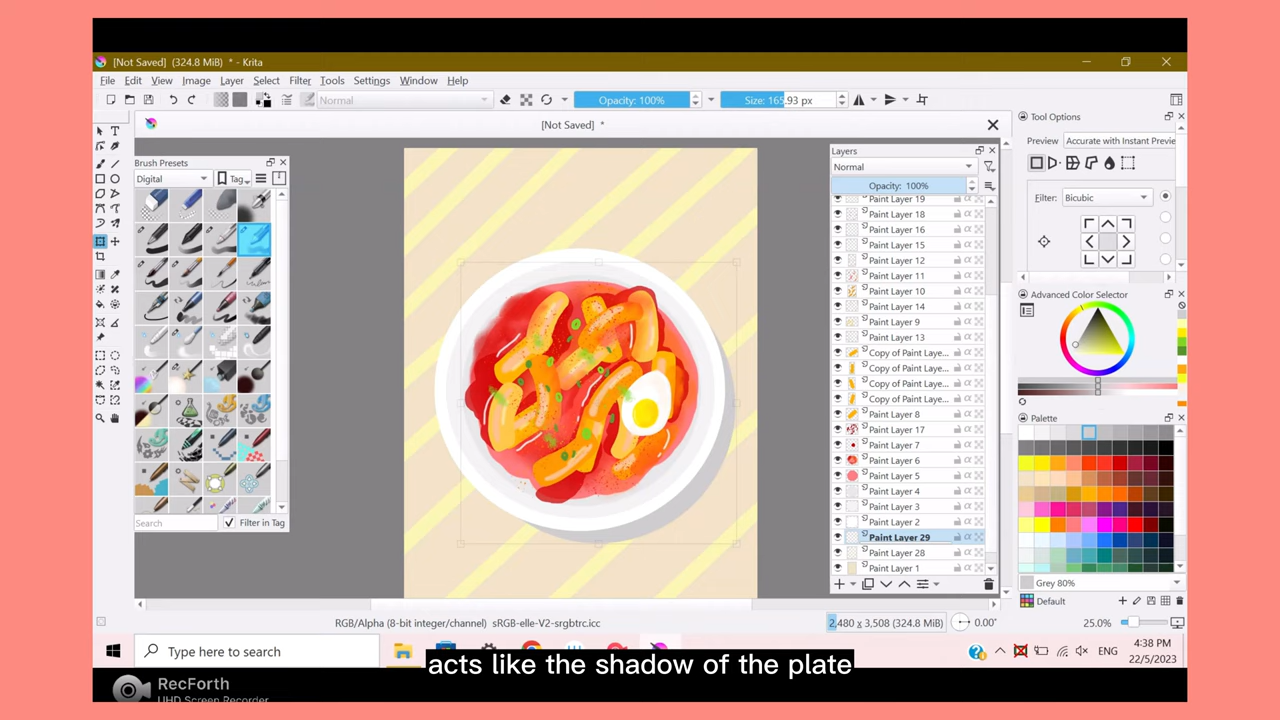 [Not Saved] (324.8 MiB) * - Krita
File Edit View Image Layer Select Filter Tools Settings Window Help
Normal
Opacity: 100%
Size: 165.93 px
[Not Saved] *
Brush Presets
Digital
Tag
Search
Filter in Tag
Layers
Normal
Opacity: 100%
Paint Layer 19
Paint Layer 18
Paint Layer 16
Paint Layer 15
Paint Layer 12
Paint Layer 11
Paint Layer 10
Paint Layer 14
Paint Layer 9
Paint Layer 13
Copy of Paint Laye...
Copy of Paint Laye...
Copy of Paint Laye...
Copy of Paint Laye...
Paint Layer 8
Paint Layer 17
Paint Layer 7
Paint Layer 6
Paint Layer 5
Paint Layer 4
Paint Layer 3
Paint Layer 2
Paint Layer 29
Paint Layer 28
Paint Layer 1
Tool Options
Preview Accurate with Instant Previe
Filter: Bicubic
Advanced Color Selector
Palette
Grey 80%
Default
RGB/Alpha (8-bit integer/channel) sRGB-elle-V2-srgbtrc.icc
2,480 x 3,508 (324.8 MiB)
0.00°
25.0%
Type here to search
ENG
4:38 PM
22/5/2023
acts like the shadow of the plate
RecForth
UHD Screen Recorder